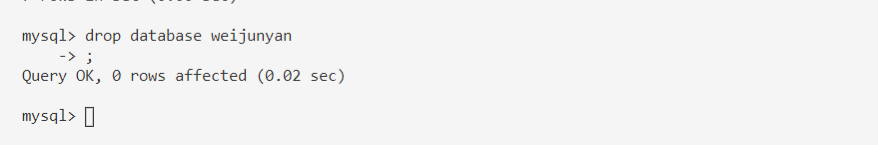 mysql> drop database weijunyan
    -> ;
Query OK, 0 rows affected (0.02 sec)
mysql>